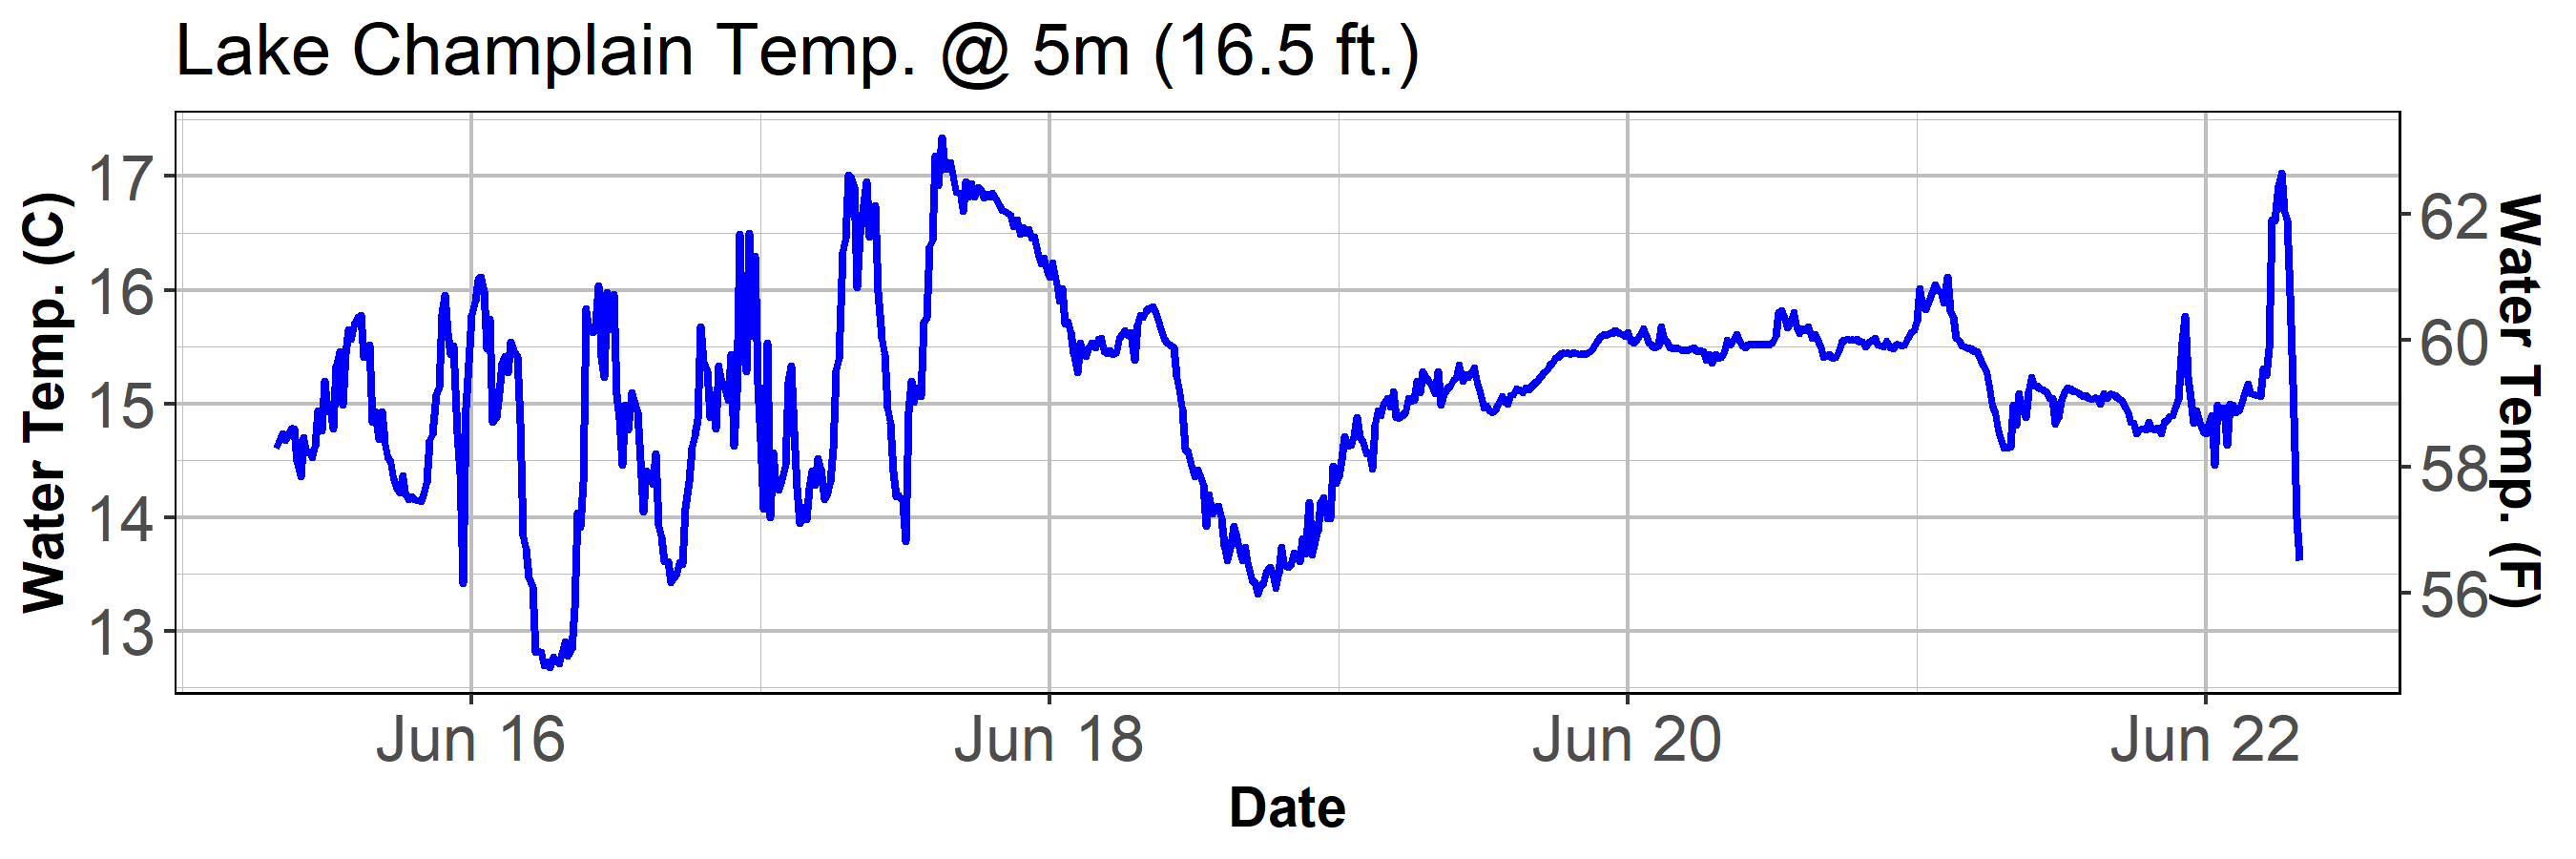 Lake Champlain Temp. @ 5m (16.5 ft.)
Water Temp. (C)
17
16
15
14
13
62
60
58
56
Water Temp. (F)
Jun 16
Jun 18
Jun 20
Jun 22
Date